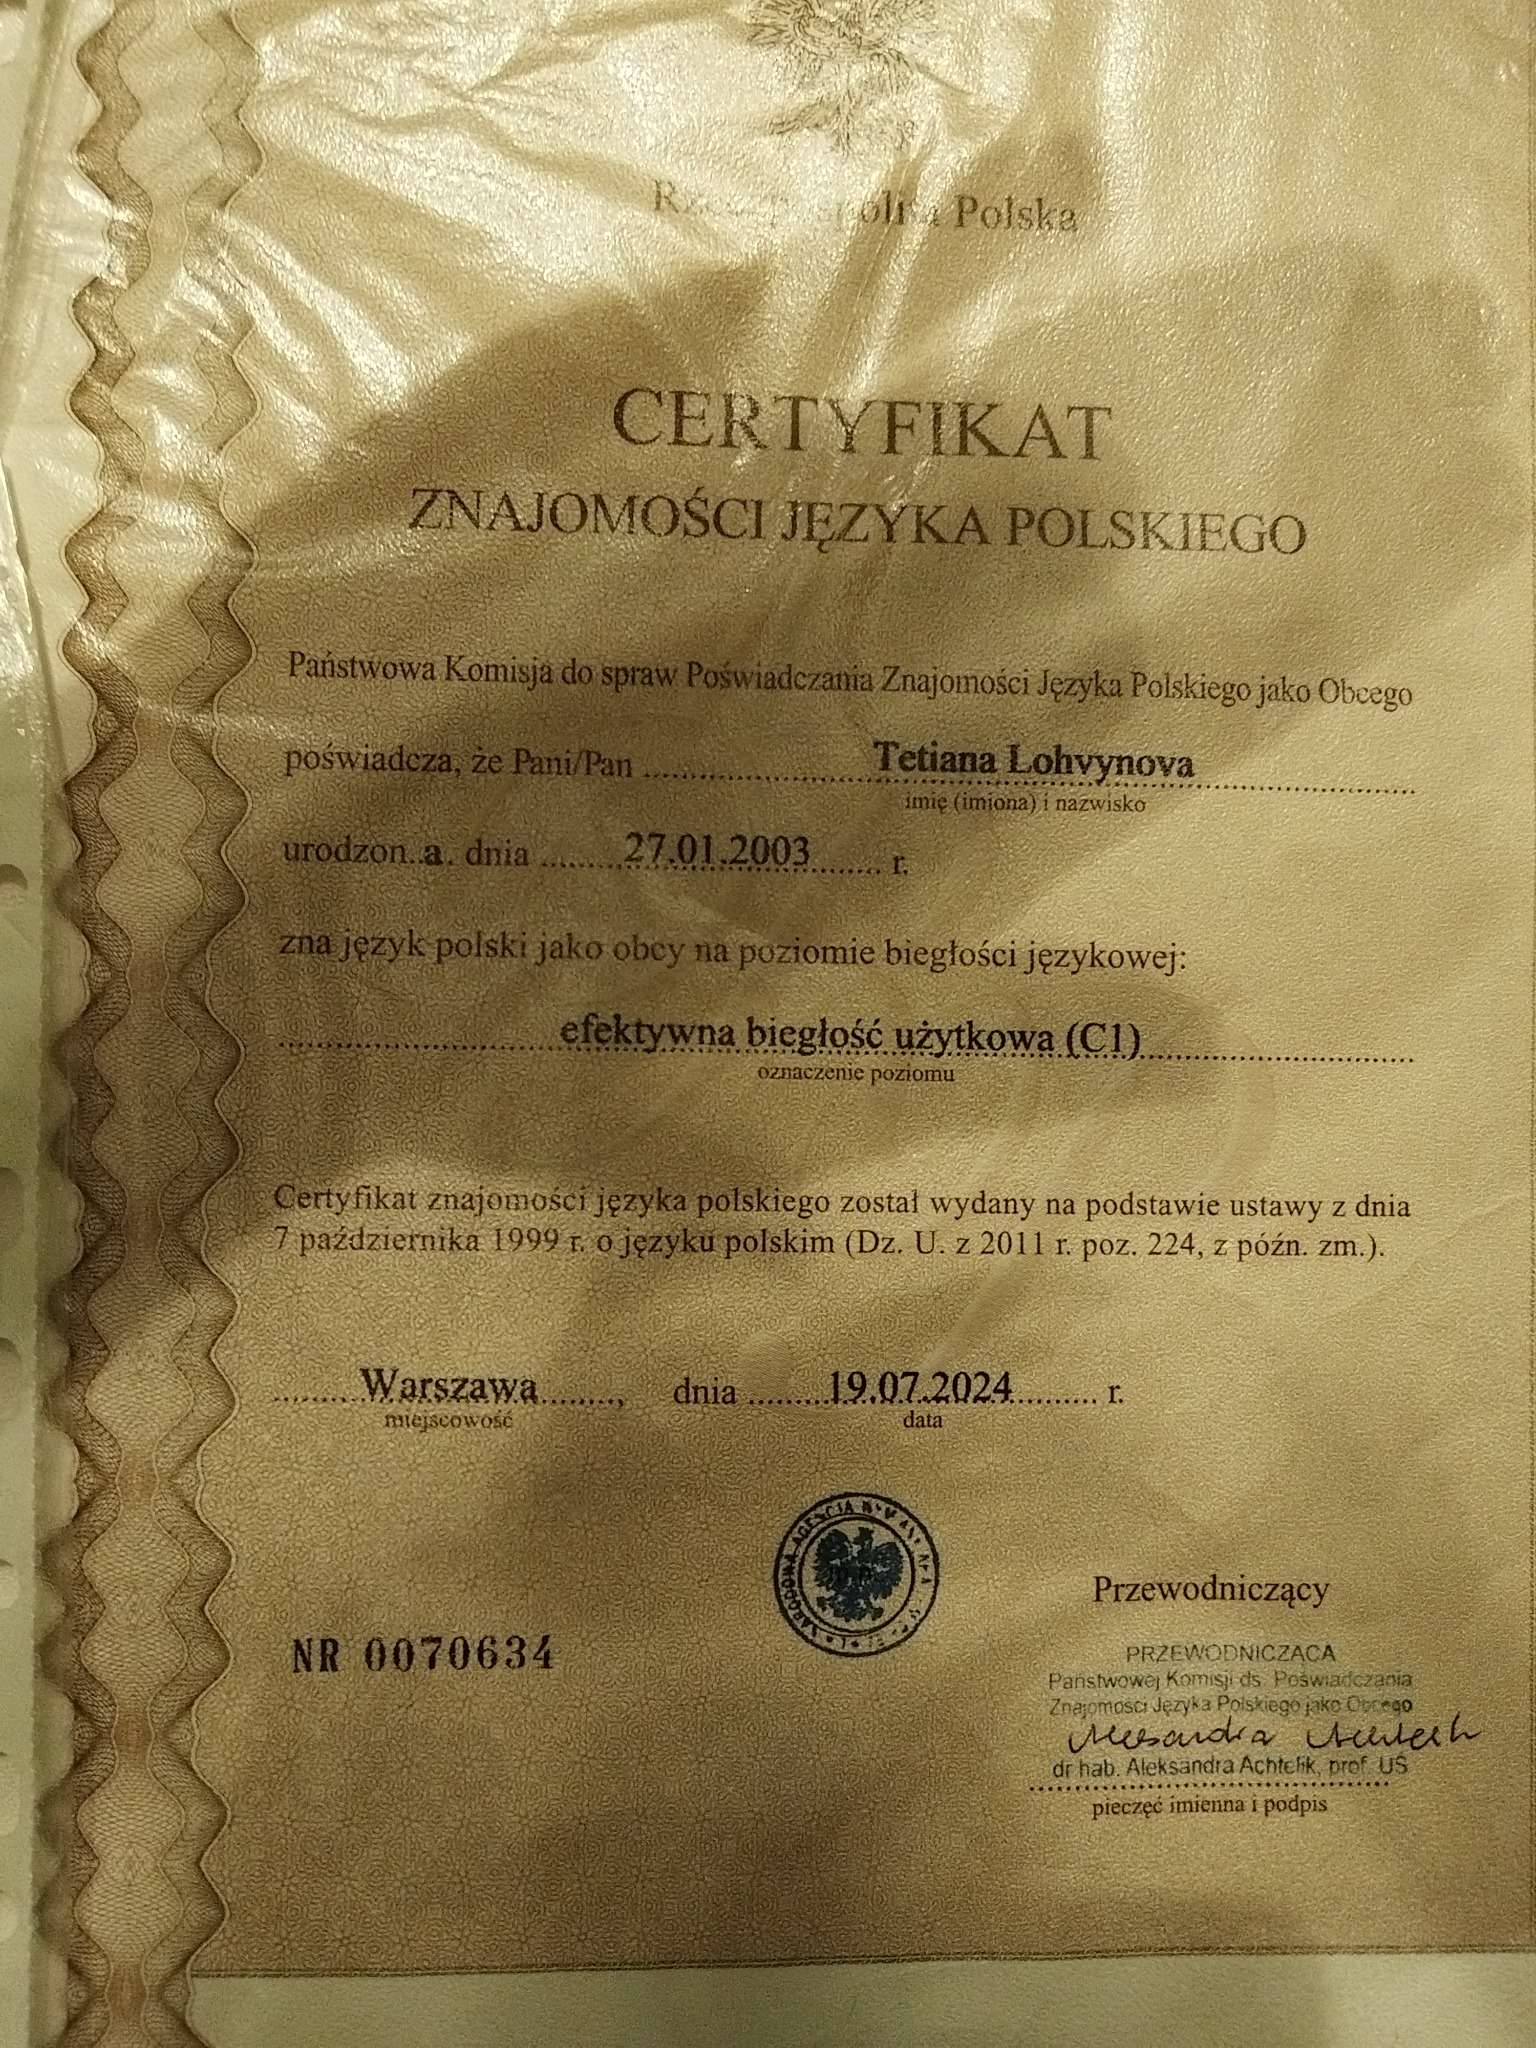 Rzeczpospolita Polska
CERTYFIKAT
ZNAJOMOŚCI JĘZYKA POLSKIEGO
Państwowa Komisja do spraw Poświadczania Znajomości Języka Polskiego jako Obcego
poświadcza, że Pani/Pan ........ Tetiana Lohvynova ........
imię (imiona) i nazwisko
urodzon..a. dnia ........ 27.01.2003 ........ r.
zna język polski jako obcy na poziomie biegłości językowej:
........ efektywna biegłość użytkowa (C1) ........
oznaczenie poziomu
Certyfikat znajomości języka polskiego został wydany na podstawie ustawy z dnia
7 października 1999 r. o języku polskim (Dz. U. z 2011 r. poz. 224, z późn. zm.).
........ Warszawa ........, dnia ........ 19.07.2024 ........ r.
miejscowość data
NARODOWA AGENCJA
Przewodniczący
NR 0070634
PRZEWODNICZĄCA
Państwowej Komisji ds. Poświadczania
Znajomości Języka Polskiego jako Obcego
dr hab. Aleksandra Achtelik, prof. UŚ
pieczęć imienna i podpis